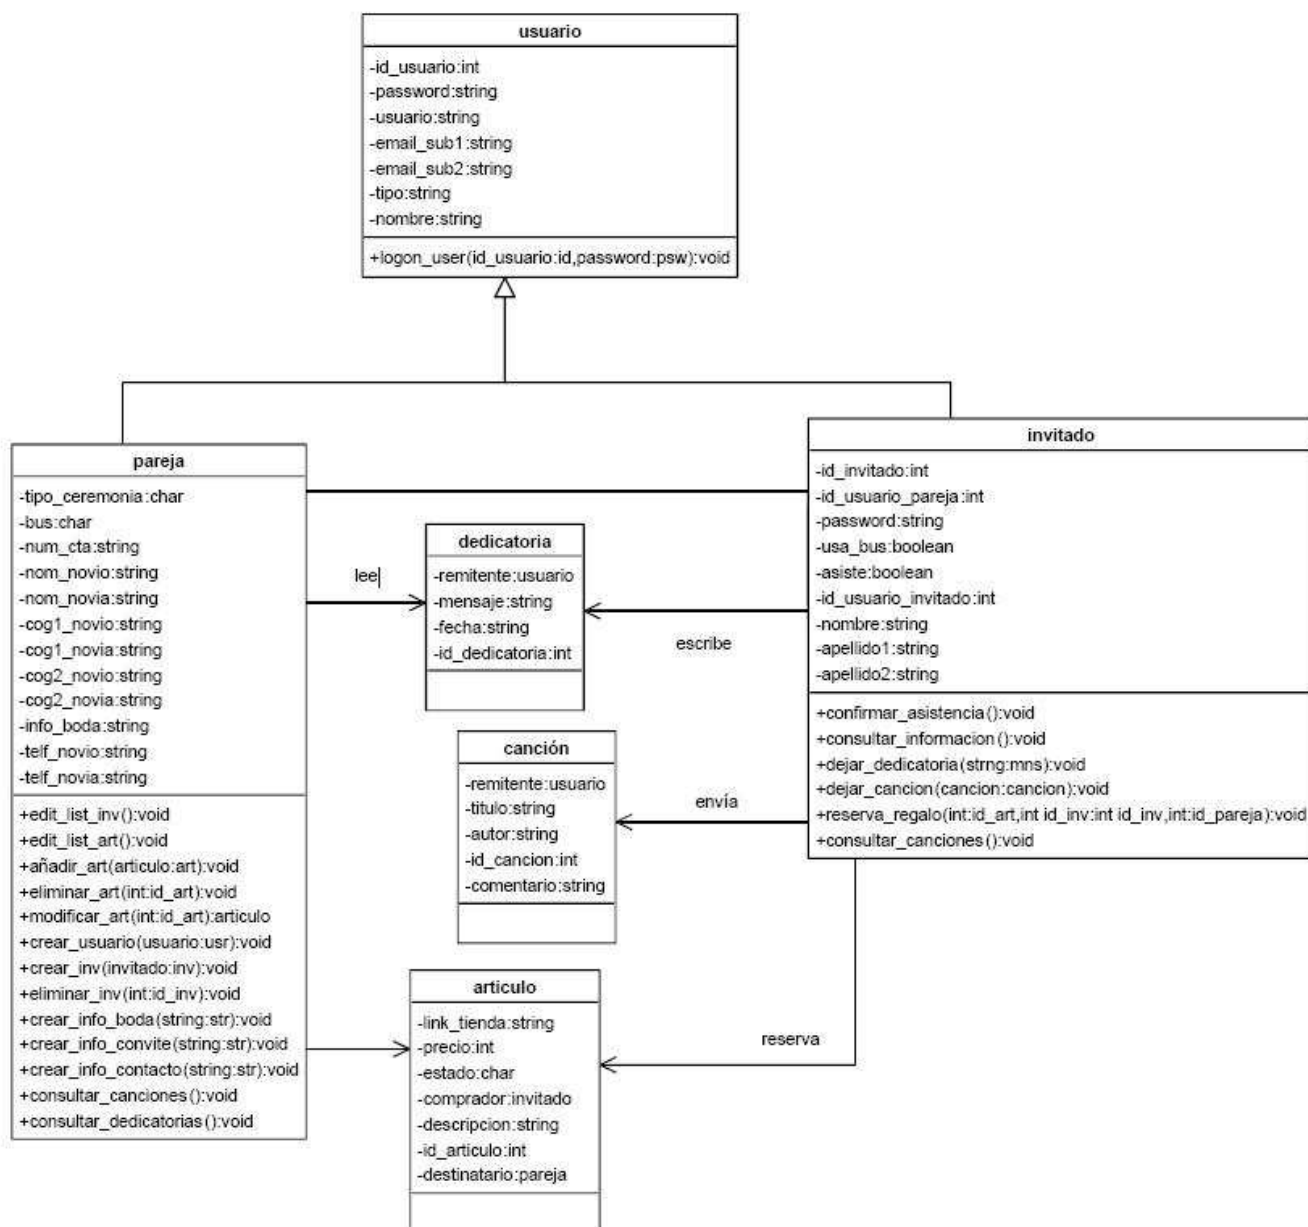 usuario
-id_usuario:int
-password:string
-usuario:string
-email_sub1:string
-email_sub2:string
-tipo:string
-nombre:string
+logon_user(id_usuario:id,password:psw):void
pareja
-tipo_ceremonia:char
-bus:char
-num_cta:string
-nom_novio:string
-nom_novia:string
-cog1_novio:string
-cog1_novia:string
-cog2_novio:string
-cog2_novia:string
-info_boda:string
-telf_novio:string
-telf_novia:string
+edit_list_inv():void
+edit_list_art():void
+añadir_art(articulo:art):void
+eliminar_art(int:id_art):void
+modificar_art(int:id_art):articulo
+crear_usuario(usuario:usr):void
+crear_inv(invitado:inv):void
+eliminar_inv(int:id_inv):void
+crear_info_boda(string:str):void
+crear_info_convite(string:str):void
+crear_info_contacto(string:str):void
+consultar_canciones():void
+consultar_dedicatorias():void
lee
dedicatoria
-remitente:usuario
-mensaje:string
-fecha:string
-id_dedicatoria:int
escribe
canción
-remitente:usuario
-titulo:string
-autor:string
-id_cancion:int
-comentario:string
envía
articulo
-link_tienda:string
-precio:int
-estado:char
-comprador:invitado
-descripcion:string
-id_articulo:int
-destinatario:pareja
reserva
invitado
-id_invitado:int
-id_usuario_pareja:int
-password:string
-usa_bus:boolean
-asiste:boolean
-id_usuario_invitado:int
-nombre:string
-apellido1:string
-apellido2:string
+confirmar_asistencia():void
+consultar_informacion():void
+dejar_dedicatoria(strng:mns):void
+dejar_cancion(cancion:cancion):void
+reserva_regalo(int:id_art,int id_inv:int id_inv,int:id_pareja):void
+consultar_canciones():void